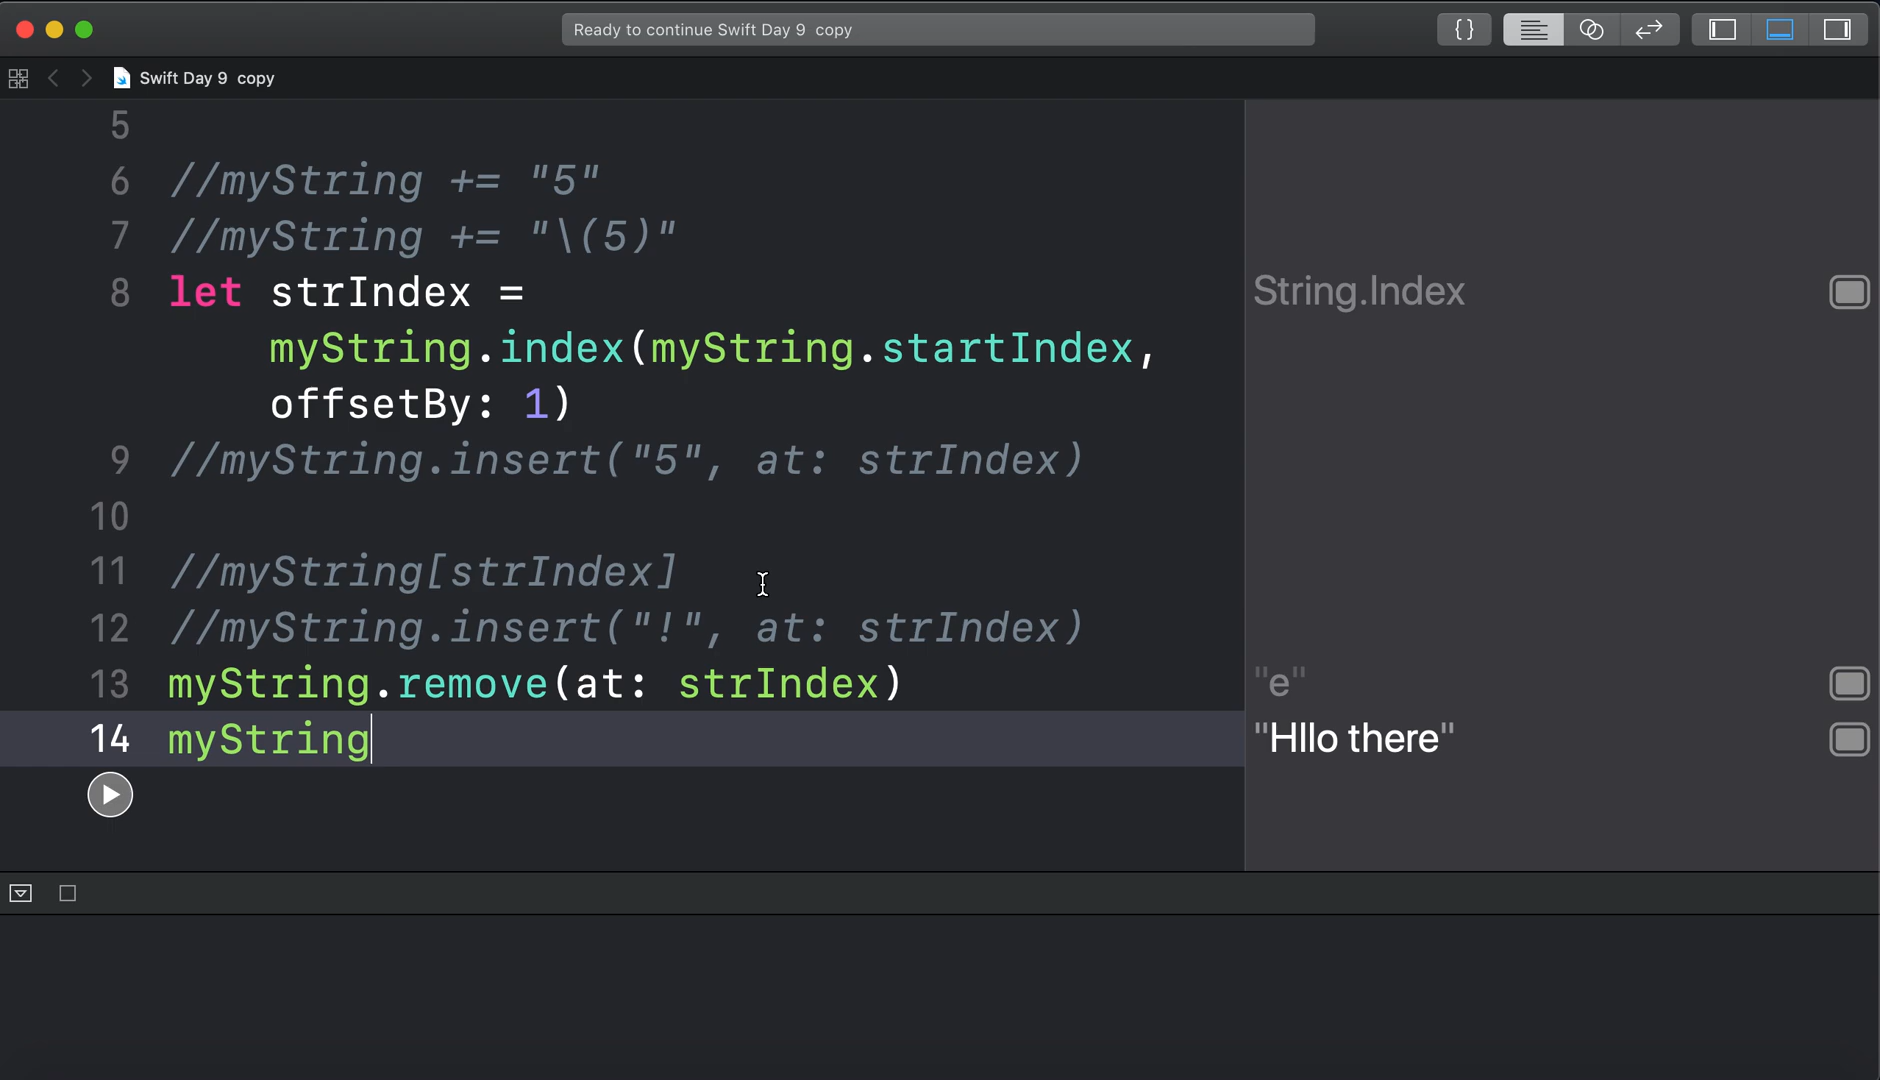 Ready to continue Swift Day 9 copy
{}
Swift Day 9 copy
5
6 //myString += "5"
7 //myString += "\(5)"
8 let strIndex = String.Index
myString.index(myString.startIndex,
offsetBy: 1)
9 //myString.insert("5", at: strIndex)
10
11 //myString[strIndex]
12 //myString.insert("!", at: strIndex)
13 myString.remove(at: strIndex) "e"
14 myString "Hllo there"